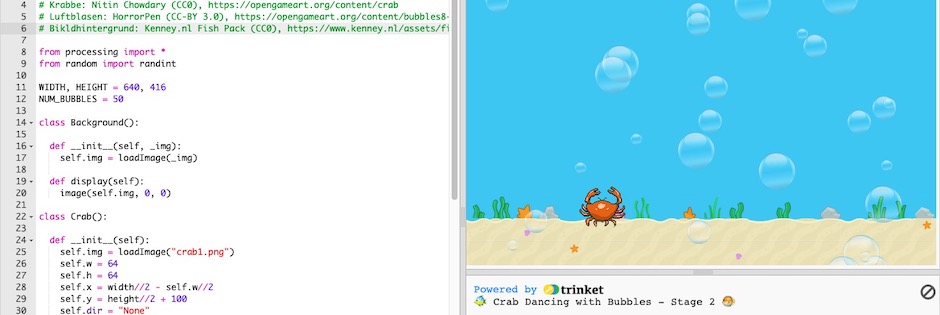 4 # Krabbe: Nitin Chowdary (CC0), https://opengameart.org/content/crab
5 # Luftblasen: HorrorPen (CC-BY 3.0), https://opengameart.org/content/bubbles8-
6 # Bikldhintergrund: Kenney.nl Fish Pack (CC0), https://www.kenney.nl/assets/fi
7
8 from processing import *
9 from random import randint
10
11 WIDTH, HEIGHT = 640, 416
12 NUM_BUBBLES = 50
13
14 class Background():
15
16 def __init__(self, _img):
17 self.img = loadImage(_img)
18
19 def display(self):
20 image(self.img, 0, 0)
21
22 class Crab():
23
24 def __init__(self):
25 self.img = loadImage("crab1.png")
26 self.w = 64
27 self.h = 64
28 self.x = width//2 - self.w//2
29 self.y = height//2 + 100
30 self.dir = "None"
Powered by trinket
Crab Dancing with Bubbles – Stage 2